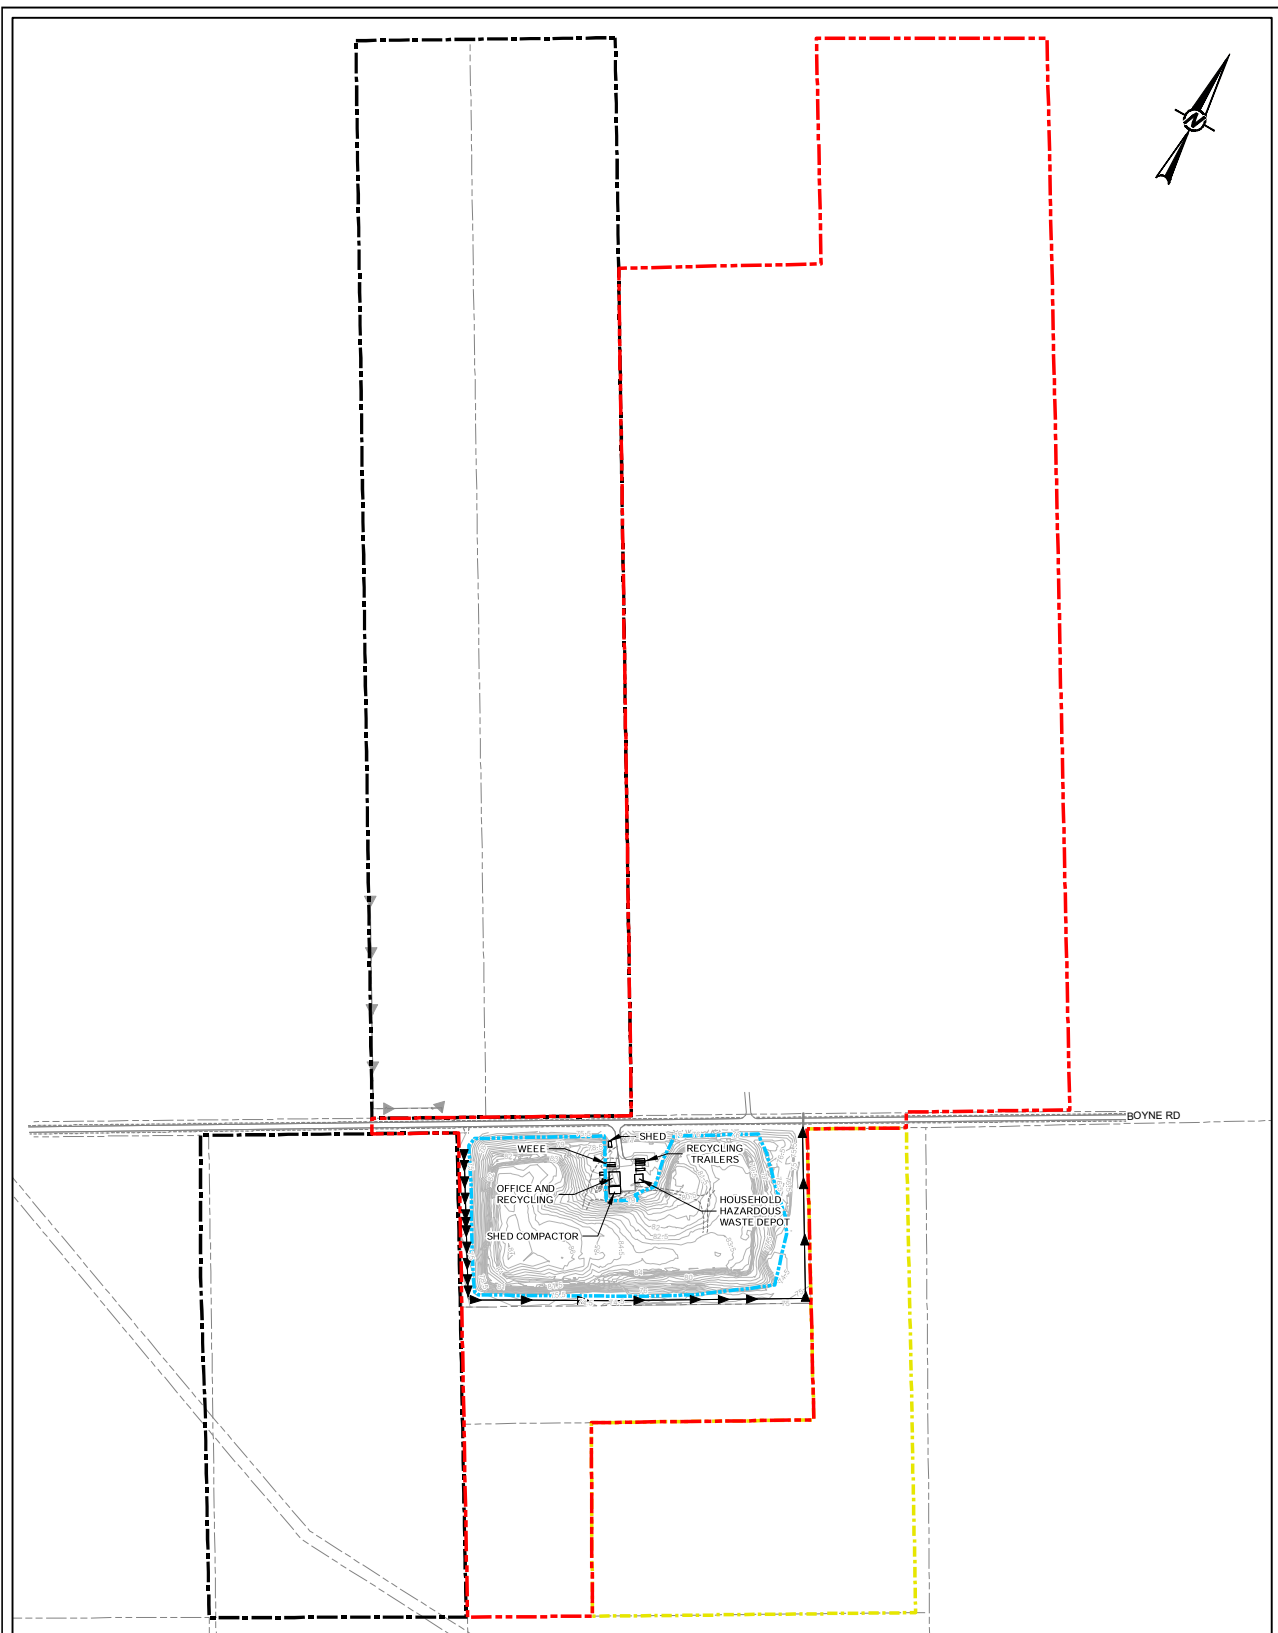 N
BOYNE RD
SHED
WEEE
RECYCLING
TRAILERS
OFFICE AND
RECYCLING
HOUSEHOLD
HAZARDOUS
WASTE DEPOT
SHED COMPACTOR